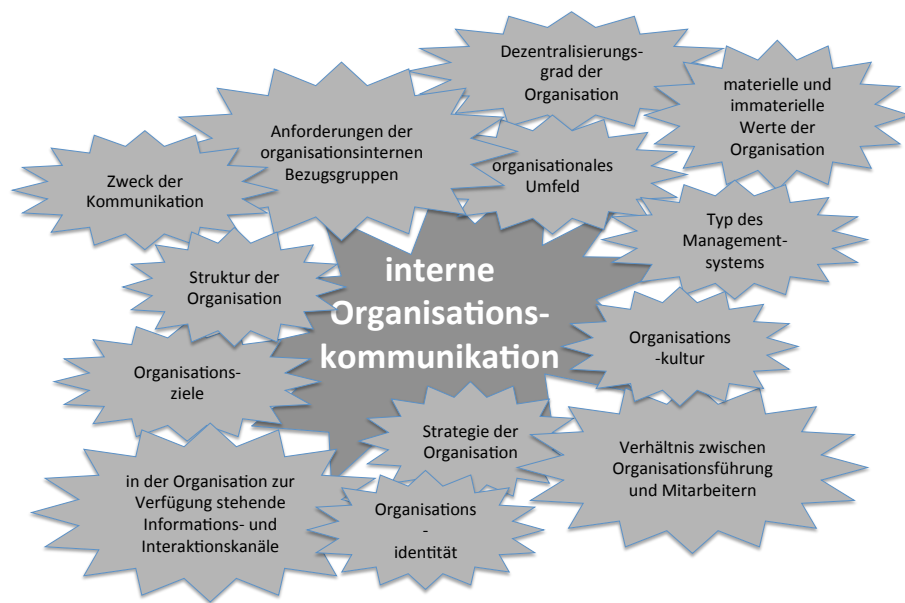 Dezentralisierungs-
grad der
Organisation
materielle und
immaterielle
Werte der
Organisation
Anforderungen der
organisationsinternen
Bezugsgruppen
organisationales
Umfeld
Zweck der
Kommunikation
Typ des
Management-
systems
Struktur der
Organisation
interne
Organisations-
kommunikation
Organisations
-kultur
Organisations-
ziele
Strategie der
Organisation
Verhältnis zwischen
Organisationsführung
und Mitarbeitern
in der Organisation zur
Verfügung stehende
Informations- und
Interaktionskanäle
Organisations
-
identität